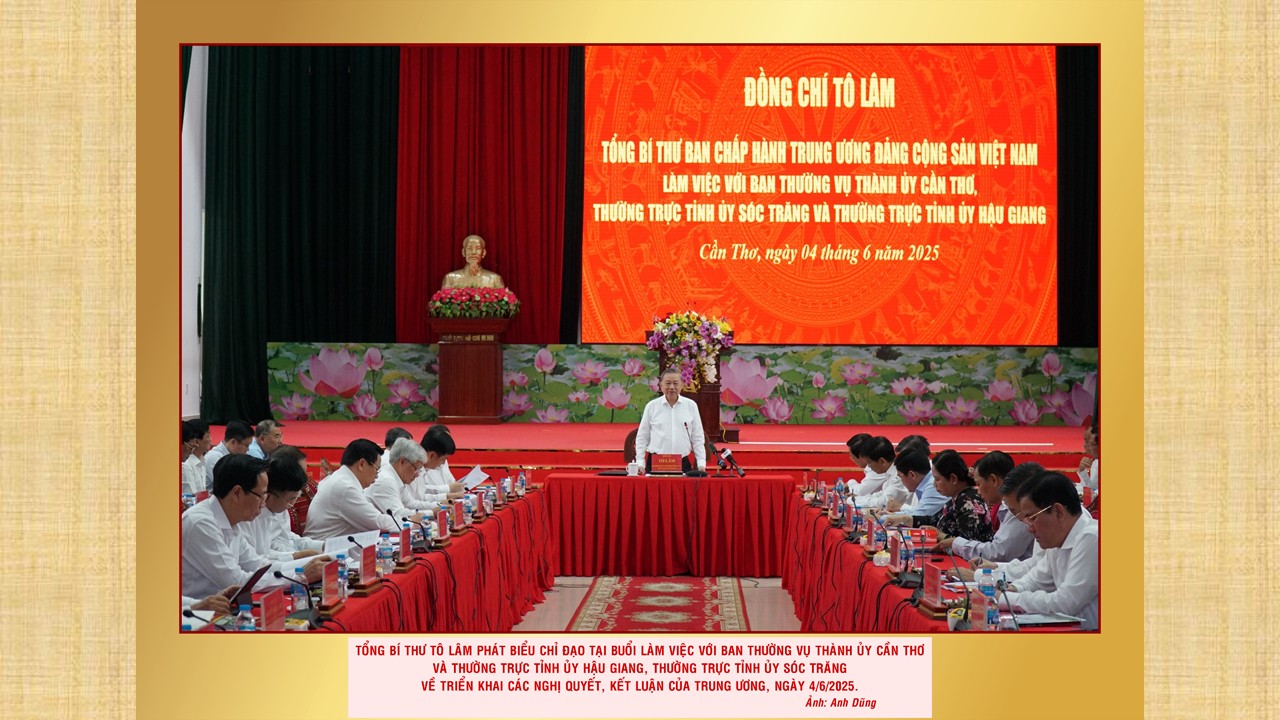 ĐỒNG CHÍ TÔ LÂM
TỔNG BÍ THƯ BAN CHẤP HÀNH TRUNG ƯƠNG ĐẢNG CỘNG SẢN VIỆT NAM
LÀM VIỆC VỚI BAN THƯỜNG VỤ THÀNH ỦY CẦN THƠ,
THƯỜNG TRỰC TỈNH ỦY SÓC TRĂNG VÀ THƯỜNG TRỰC TỈNH ỦY HẬU GIANG
Cần Thơ, ngày 04 tháng 6 năm 2025
TÔ LÂM
TỔNG BÍ THƯ TÔ LÂM PHÁT BIỂU CHỈ ĐẠO TẠI BUỔI LÀM VIỆC VỚI BAN THƯỜNG VỤ THÀNH ỦY CẦN THƠ
VÀ THƯỜNG TRỰC TỈNH ỦY HẬU GIANG, THƯỜNG TRỰC TỈNH ỦY SÓC TRĂNG
VỀ TRIỂN KHAI CÁC NGHỊ QUYẾT, KẾT LUẬN CỦA TRUNG ƯƠNG, NGÀY 4/6/2025.
Ảnh: Anh Dũng